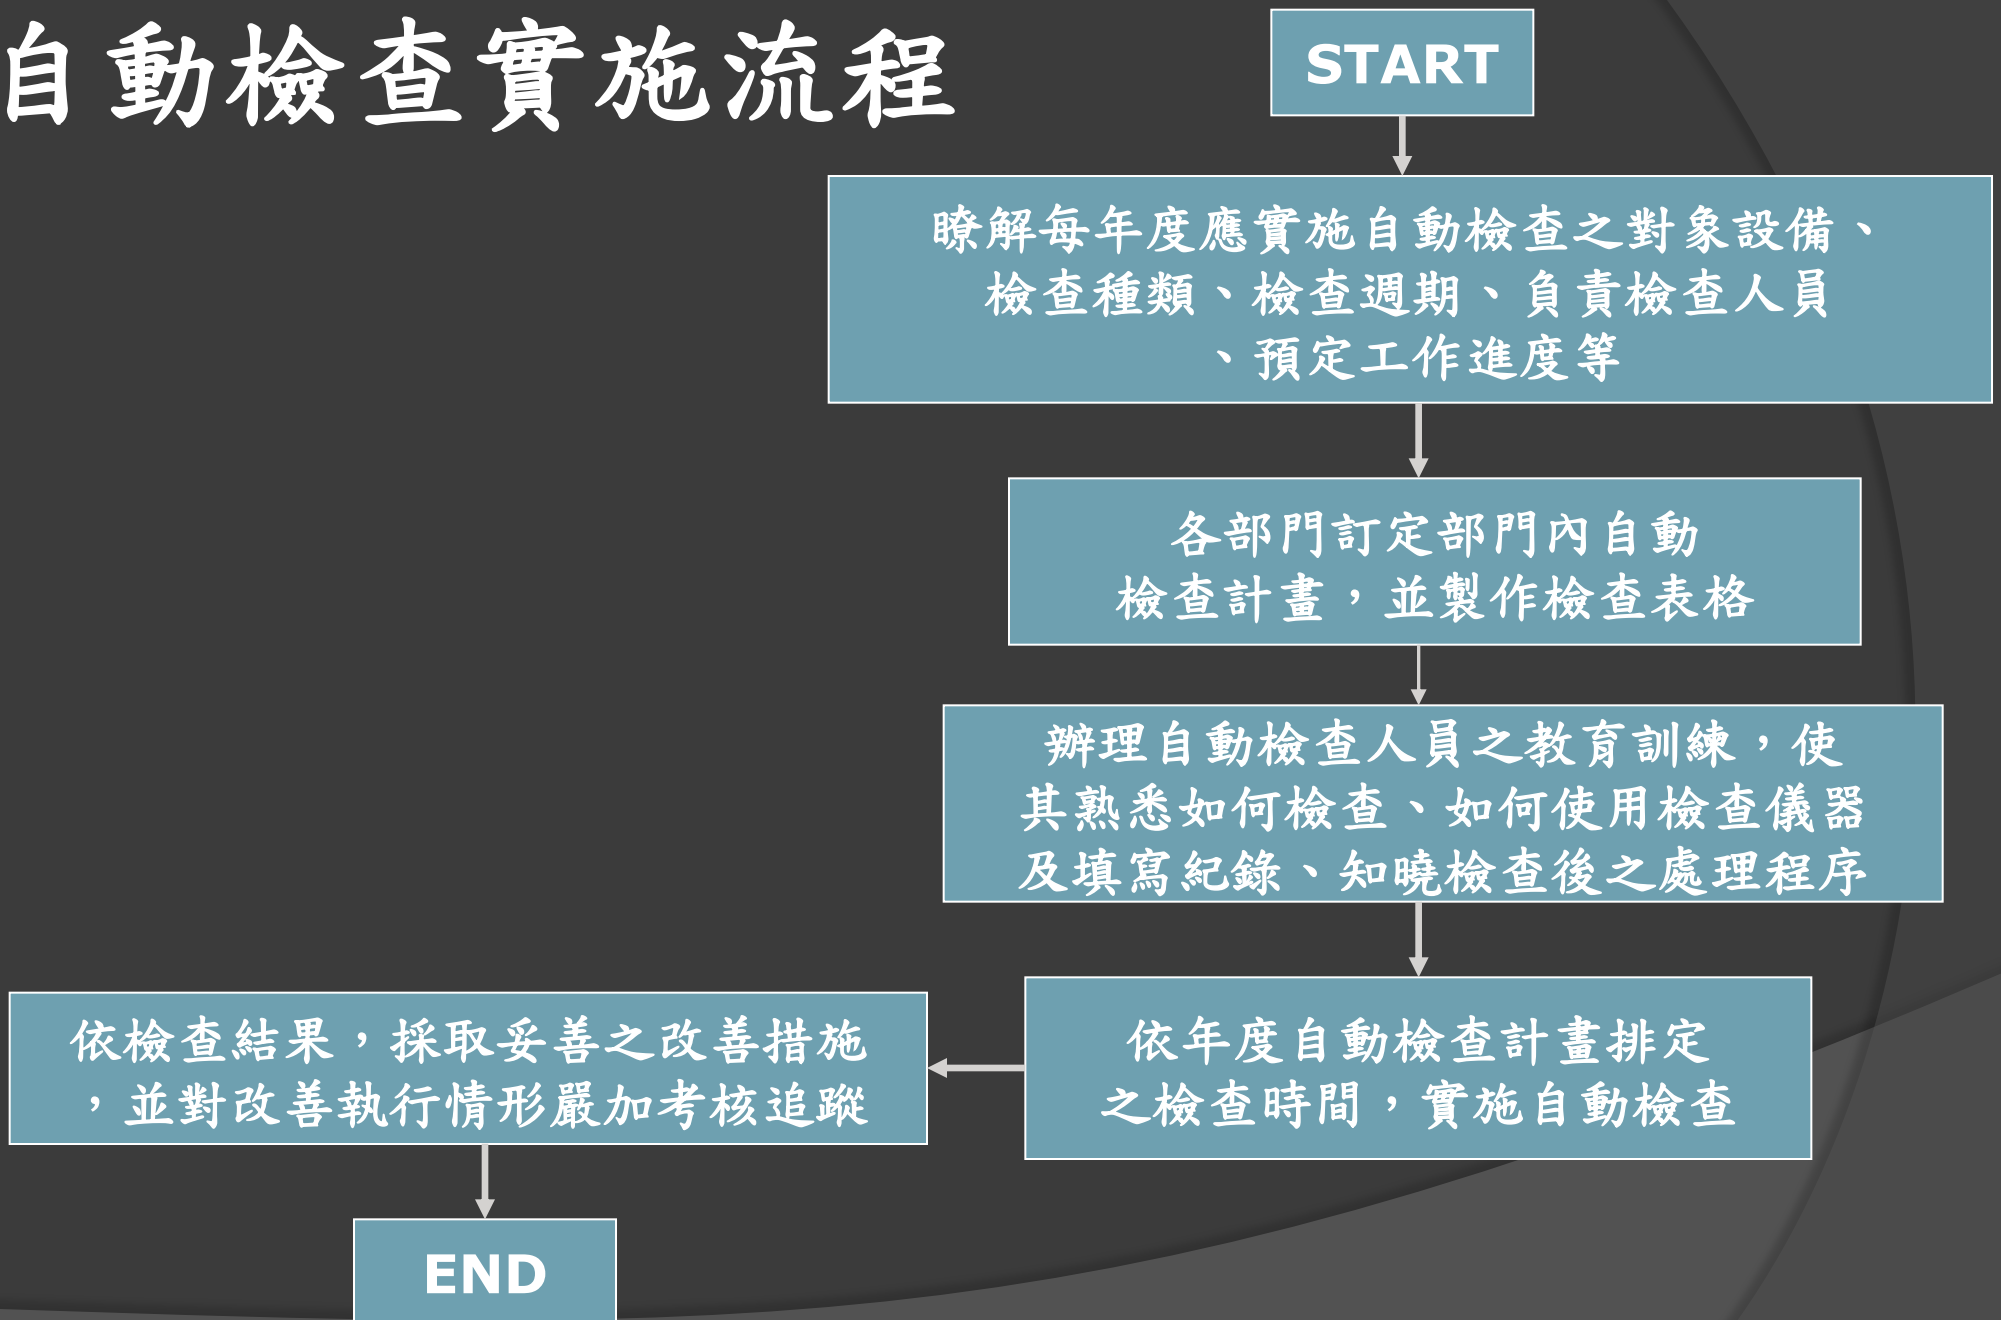 自動檢查實施流程
START
瞭解每年度應實施自動檢查之對象設備、
檢查種類、檢查週期、負責檢查人員
、預定工作進度等
各部門訂定部門內自動
檢查計畫，並製作檢查表格
辦理自動檢查人員之教育訓練，使
其熟悉如何檢查、如何使用檢查儀器
及填寫紀錄、知曉檢查後之處理程序
依年度自動檢查計畫排定
之檢查時間，實施自動檢查
依檢查結果，採取妥善之改善措施
，並對改善執行情形嚴加考核追蹤
END